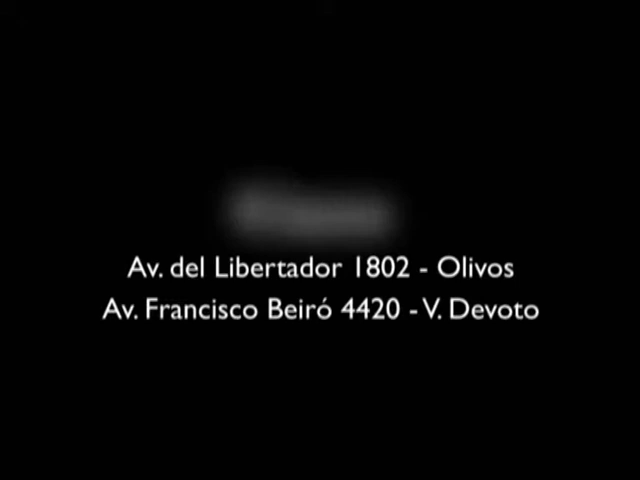 Av. del Libertador 1802 - Olivos
Av. Francisco Beiró 4420 - V. Devoto